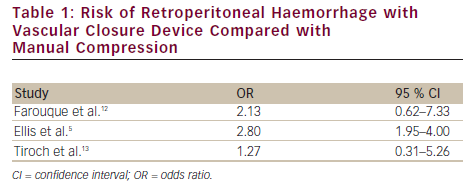 Table 1: Risk of Retroperitoneal Haemorrhage with
Vascular Closure Device Compared with
Manual Compression
Study OR 95 % CI
Farouque et al.¹² 2.13 0.62–7.33
Ellis et al.⁵ 2.80 1.95–4.00
Tiroch et al.¹³ 1.27 0.31–5.26
CI = confidence interval; OR = odds ratio.